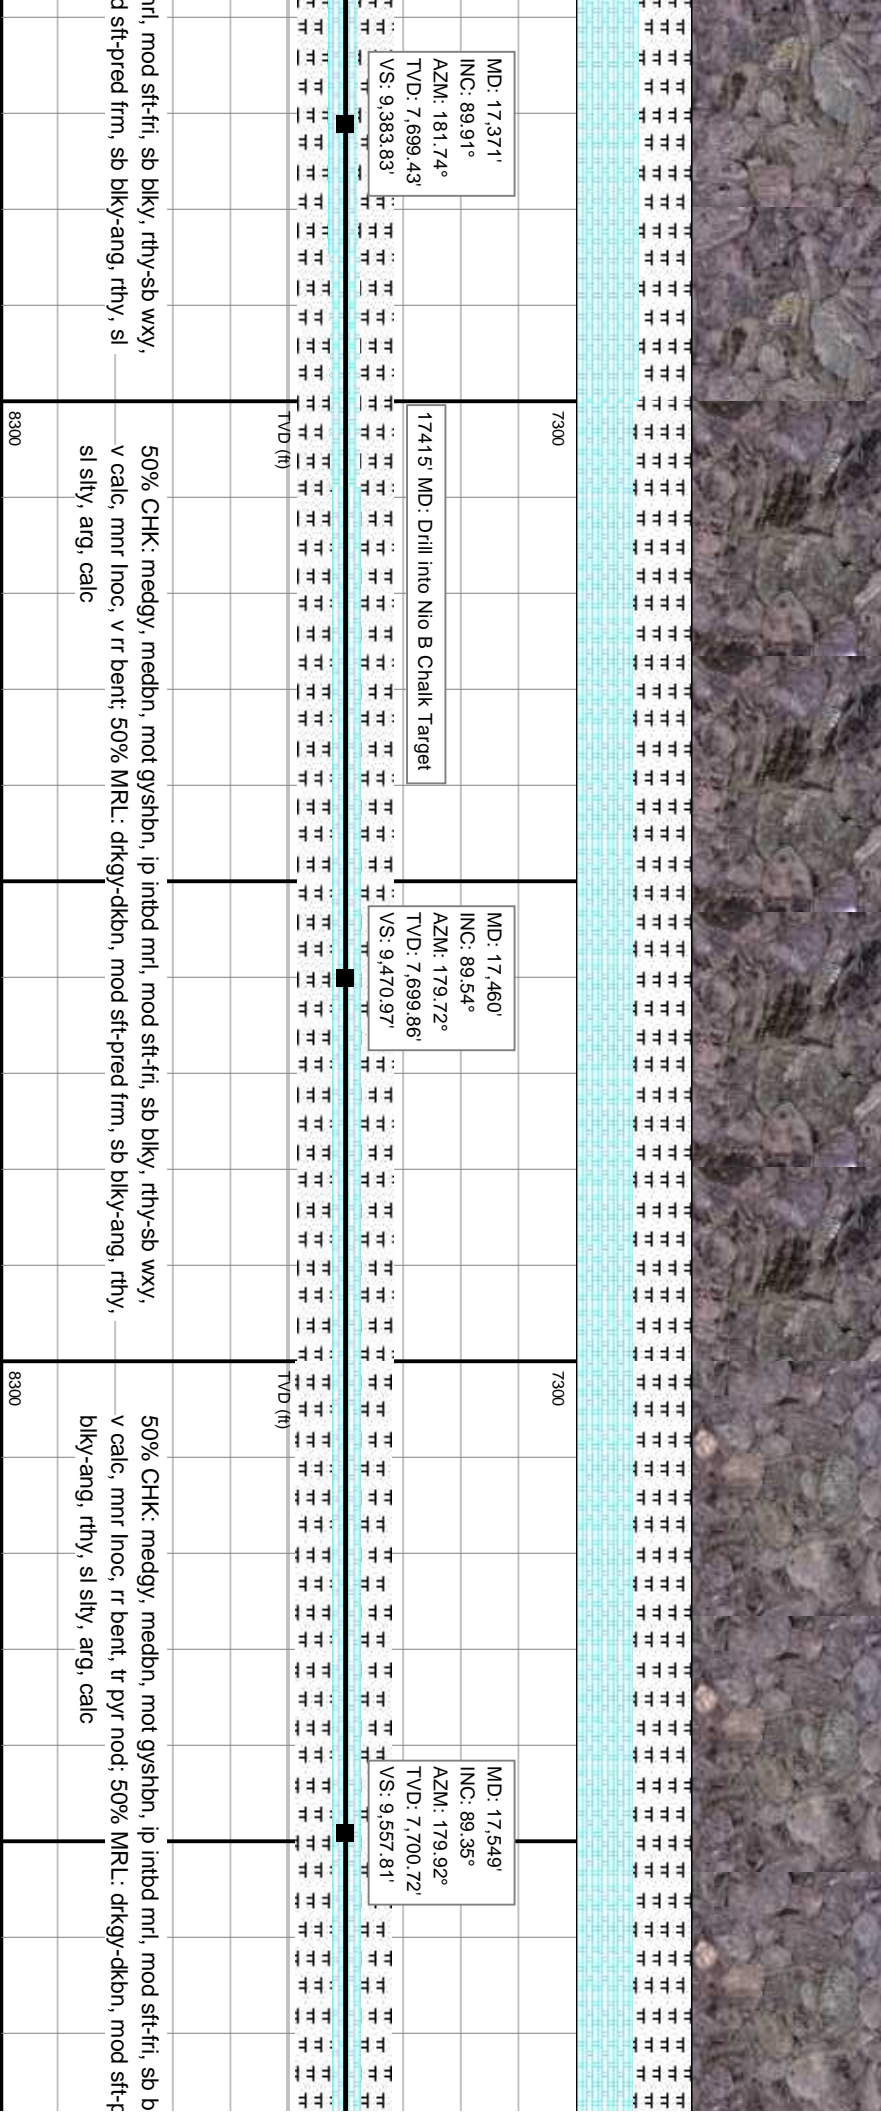 MD: 17,371'
INC: 89.91°
AZM: 181.74°
TVD: 7,699.43'
VS: 9,383.83'
rl, mod sft-fri, sb blky, rthy-sb wxy,
d sft-pred frm, sb blky-ang, rthy, sl
7300
17415' MD: Drill into Nio B Chalk Target
TVD (ft)
8300
50% CHK: medgy, medbn, mot gyshbn, ip intbd mrl, mod sft-fri, sb blky, rthy-sb wxy,
v calc, mnr Inoc, v rr bent; 50% MRL: drkgy-dkbn, mod sft-pred frm, sb blky-ang, rthy,
sl slty, arg, calc
MD: 17,460'
INC: 89.54°
AZM: 179.72°
TVD: 7,699.86'
VS: 9,470.97'
7300
TVD (ft)
8300
MD: 17,549'
INC: 89.35°
AZM: 179.92°
TVD: 7,700.72'
VS: 9,557.81'
50% CHK: medgy, medbn, mot gyshbn, ip intbd mrl, mod sft-fri, sb b
v calc, mnr Inoc, rr bent, tr pyr nod; 50% MRL: drkgy-dkbn, mod sft-p
blky-ang, rthy, sl slty, arg, calc